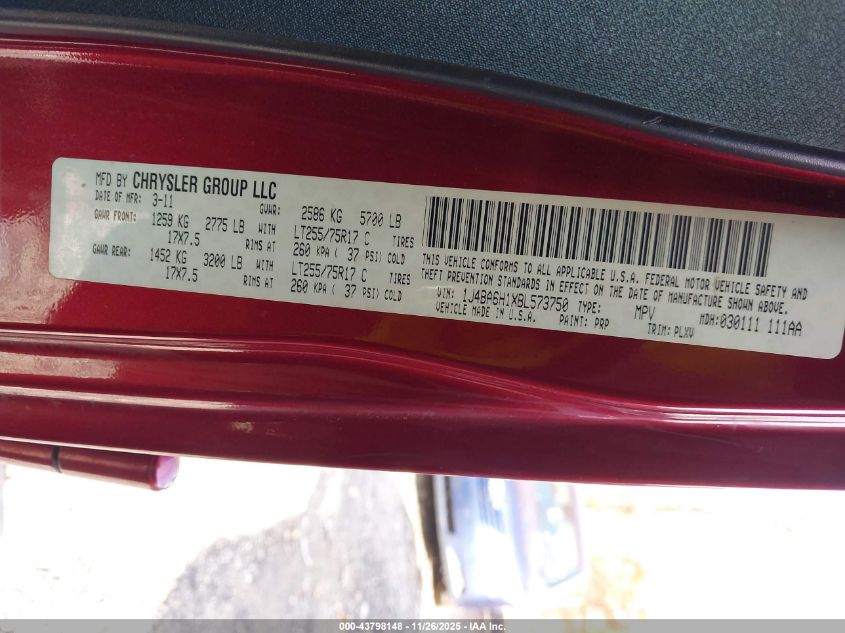 MFD BY CHRYSLER GROUP LLC
DATE OF MFR: 3-11 GVWR: 2586 KG 5700 LB
GAWR FRONT: 1259 KG 2775 LB WITH LT255/75R17 C TIRES
17X7.5 RIMS AT 260 KPA ( 37 PSI) COLD
GAWR REAR: 1452 KG 3200 LB WITH LT255/75R17 C TIRES
17X7.5 RIMS AT 260 KPA ( 37 PSI) COLD
THIS VEHICLE CONFORMS TO ALL APPLICABLE U.S.A. FEDERAL MOTOR VEHICLE SAFETY AND
THEFT PREVENTION STANDARDS IN EFFECT ON THE DATE OF MANUFACTURE SHOWN ABOVE.
VIN: 1J4BA6H1XBL573750 TYPE: MPV MDH: 030111 111AA
VEHICLE MADE IN U.S.A. PAINT: PRP TRIM: PLXV
000-43798148 - 11/26/2025 - IAA Inc.